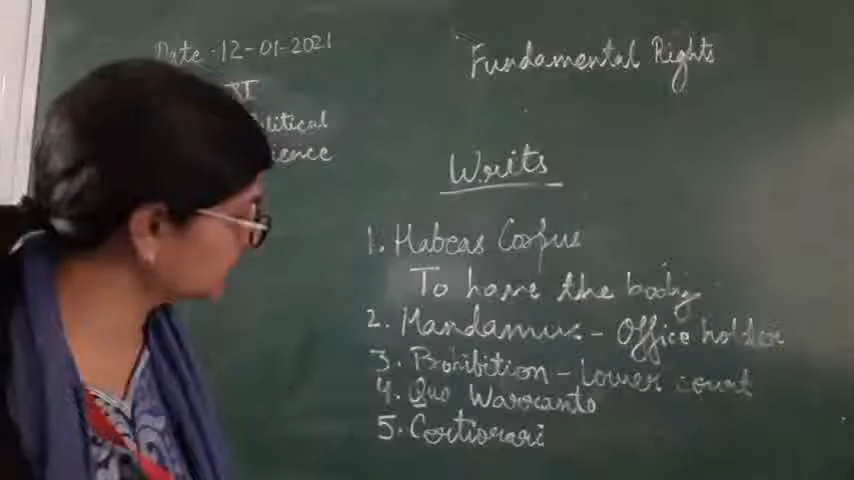 Date :12-01-2021
XI
litical
ience
Fundamental Rights
Writs
1. Habeas Corpus
To have the body
2. Mandamus - Office holder
3. Prohibition - lower court
4. Quo Warranto
5. Certiorari